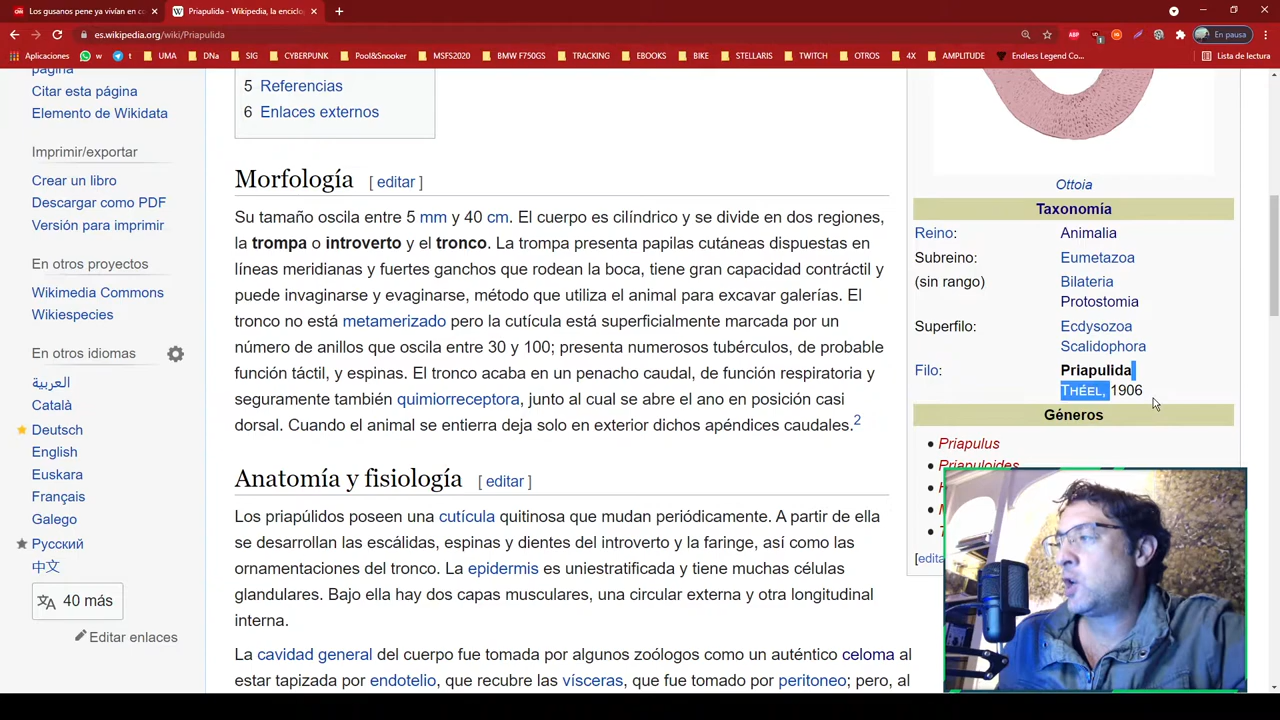 Los gusanos pene ya vivían en co
Priapulida - Wikipedia, la enciclo
es.wikipedia.org/wiki/Priapulida
En pausa
Aplicaciones
w
t
UMA
DNa
SIG
CYBERPUNK
Pool&Snooker
MSFS2020
BMW F750GS
TRACKING
EBOOKS
BIKE
STELLARIS
TWITCH
OTROS
4X
AMPLITUDE
Endless Legend Co...
Lista de lectura
página
Citar esta página
Elemento de Wikidata
Imprimir/exportar
Crear un libro
Descargar como PDF
Versión para imprimir
En otros proyectos
Wikimedia Commons
Wikiespecies
En otros idiomas
العربية
Català
Deutsch
English
Euskara
Français
Galego
Русский
中文
40 más
Editar enlaces
5 Referencias
6 Enlaces externos
Morfología [ editar ]
Su tamaño oscila entre 5 mm y 40 cm. El cuerpo es cilíndrico y se divide en dos regiones,
la trompa o introverto y el tronco. La trompa presenta papilas cutáneas dispuestas en
líneas meridianas y fuertes ganchos que rodean la boca, tiene gran capacidad contráctil y
puede invaginarse y evaginarse, método que utiliza el animal para excavar galerías. El
tronco no está metamerizado pero la cutícula está superficialmente marcada por un
número de anillos que oscila entre 30 y 100; presenta numerosos tubérculos, de probable
función táctil, y espinas. El tronco acaba en un penacho caudal, de función respiratoria y
seguramente también quimiorreceptora, junto al cual se abre el ano en posición casi
dorsal. Cuando el animal se entierra deja solo en exterior dichos apéndices caudales.2
Anatomía y fisiología [ editar ]
Los priapúlidos poseen una cutícula quitinosa que mudan periódicamente. A partir de ella
se desarrollan las escálidas, espinas y dientes del introverto y la faringe, así como las
ornamentaciones del tronco. La epidermis es uniestratificada y tiene muchas células
glandulares. Bajo ella hay dos capas musculares, una circular externa y otra longitudinal
interna.
La cavidad general del cuerpo fue tomada por algunos zoólogos como un auténtico celoma al
estar tapizada por endotelio, que recubre las vísceras, que fue tomado por peritoneo; pero, al
Ottoia
Taxonomía
Reino: Animalia
Subreino: Eumetazoa
(sin rango) Bilateria
Protostomia
Superfilo: Ecdysozoa
Scalidophora
Filo: Priapulida
THÉEL, 1906
Géneros
Priapulus
Priapuloides
[edita